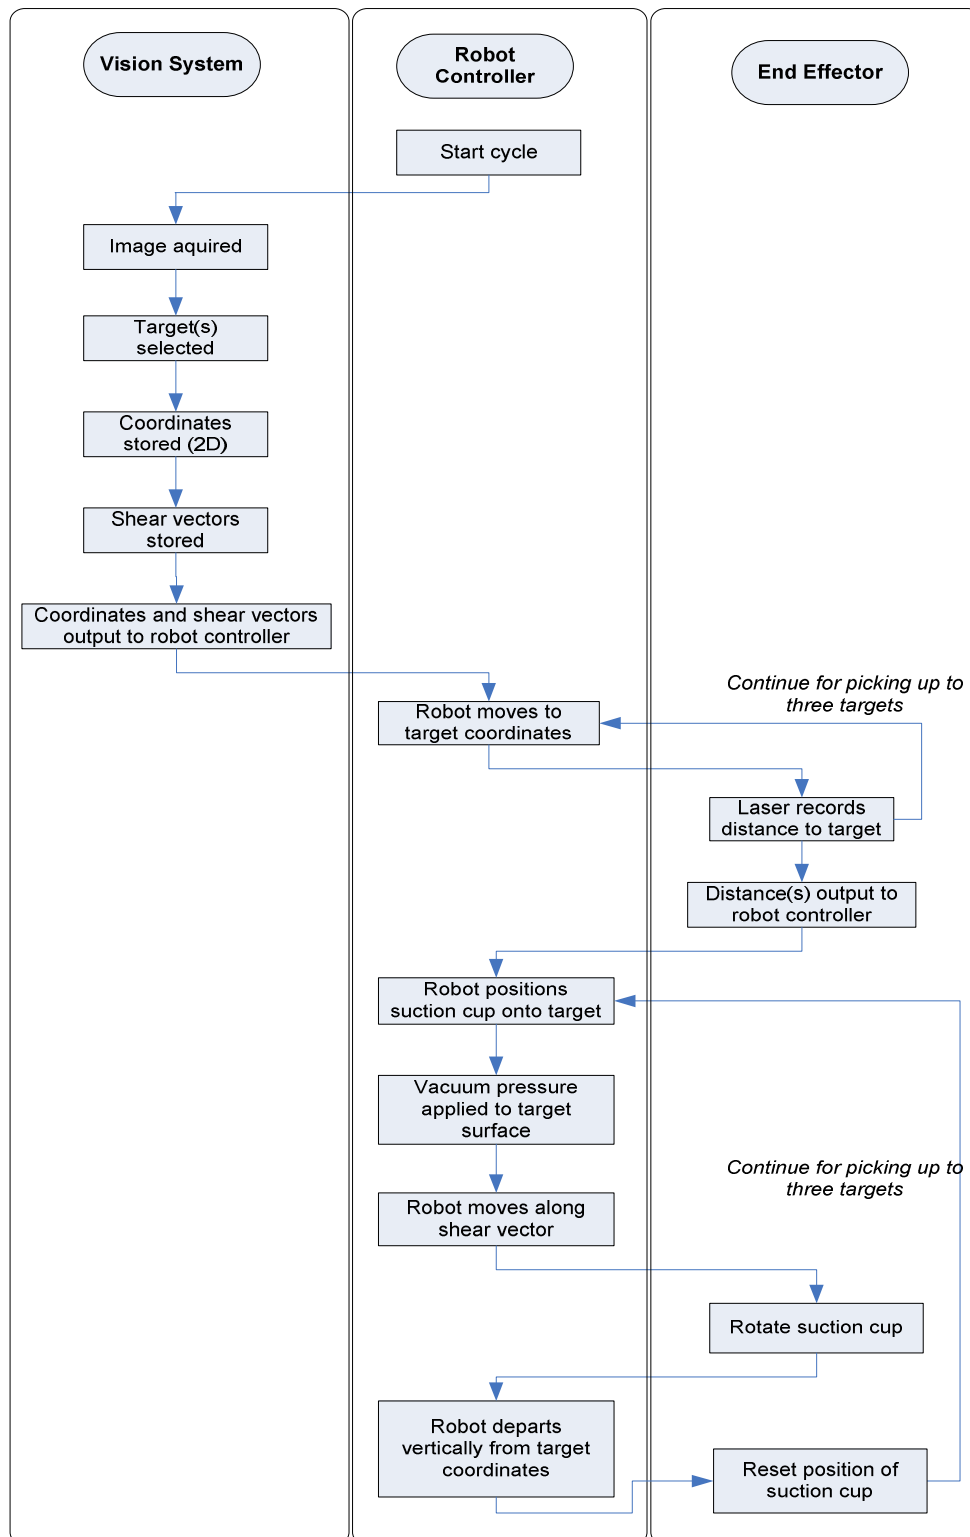 Vision System
Robot
Controller
End Effector
Start cycle
Image aquired
Target(s)
selected
Coordinates
stored (2D)
Shear vectors
stored
Coordinates and shear vectors
output to robot controller
Continue for picking up to
three targets
Robot moves to
target coordinates
Laser records
distance to target
Distance(s) output to
robot controller
Robot positions
suction cup onto target
Vacuum pressure
applied to target
surface
Continue for picking up to
three targets
Robot moves along
shear vector
Rotate suction cup
Robot departs
vertically from target
coordinates
Reset position of
suction cup